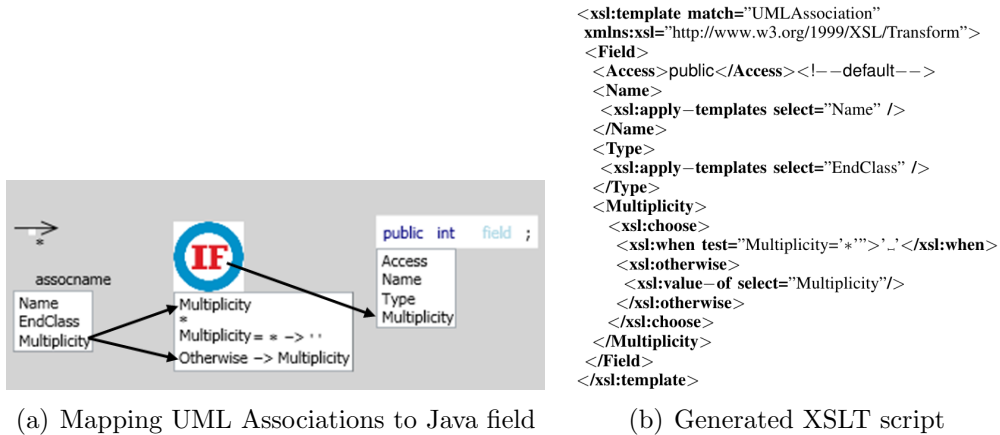 *
assocname
Name
EndClass
Multiplicity
IF
Multiplicity
*
Multiplicity = * -> ' '
Otherwise -> Multiplicity
public int field ;
Access
Name
Type
Multiplicity
(a) Mapping UML Associations to Java field
<xsl:template match=”UMLAssociation”
xmlns:xsl=”http://www.w3.org/1999/XSL/Transform”>
<Field>
<Access>public</Access><!−−default−−>
<Name>
<xsl:apply−templates select=”Name” />
</Name>
<Type>
<xsl:apply−templates select=”EndClass” />
</Type>
<Multiplicity>
<xsl:choose>
<xsl:when test=”Multiplicity=’∗’”>’␣’</xsl:when>
<xsl:otherwise>
<xsl:value−of select=”Multiplicity”/>
</xsl:otherwise>
</xsl:choose>
</Multiplicity>
</Field>
</xsl:template>
(b) Generated XSLT script